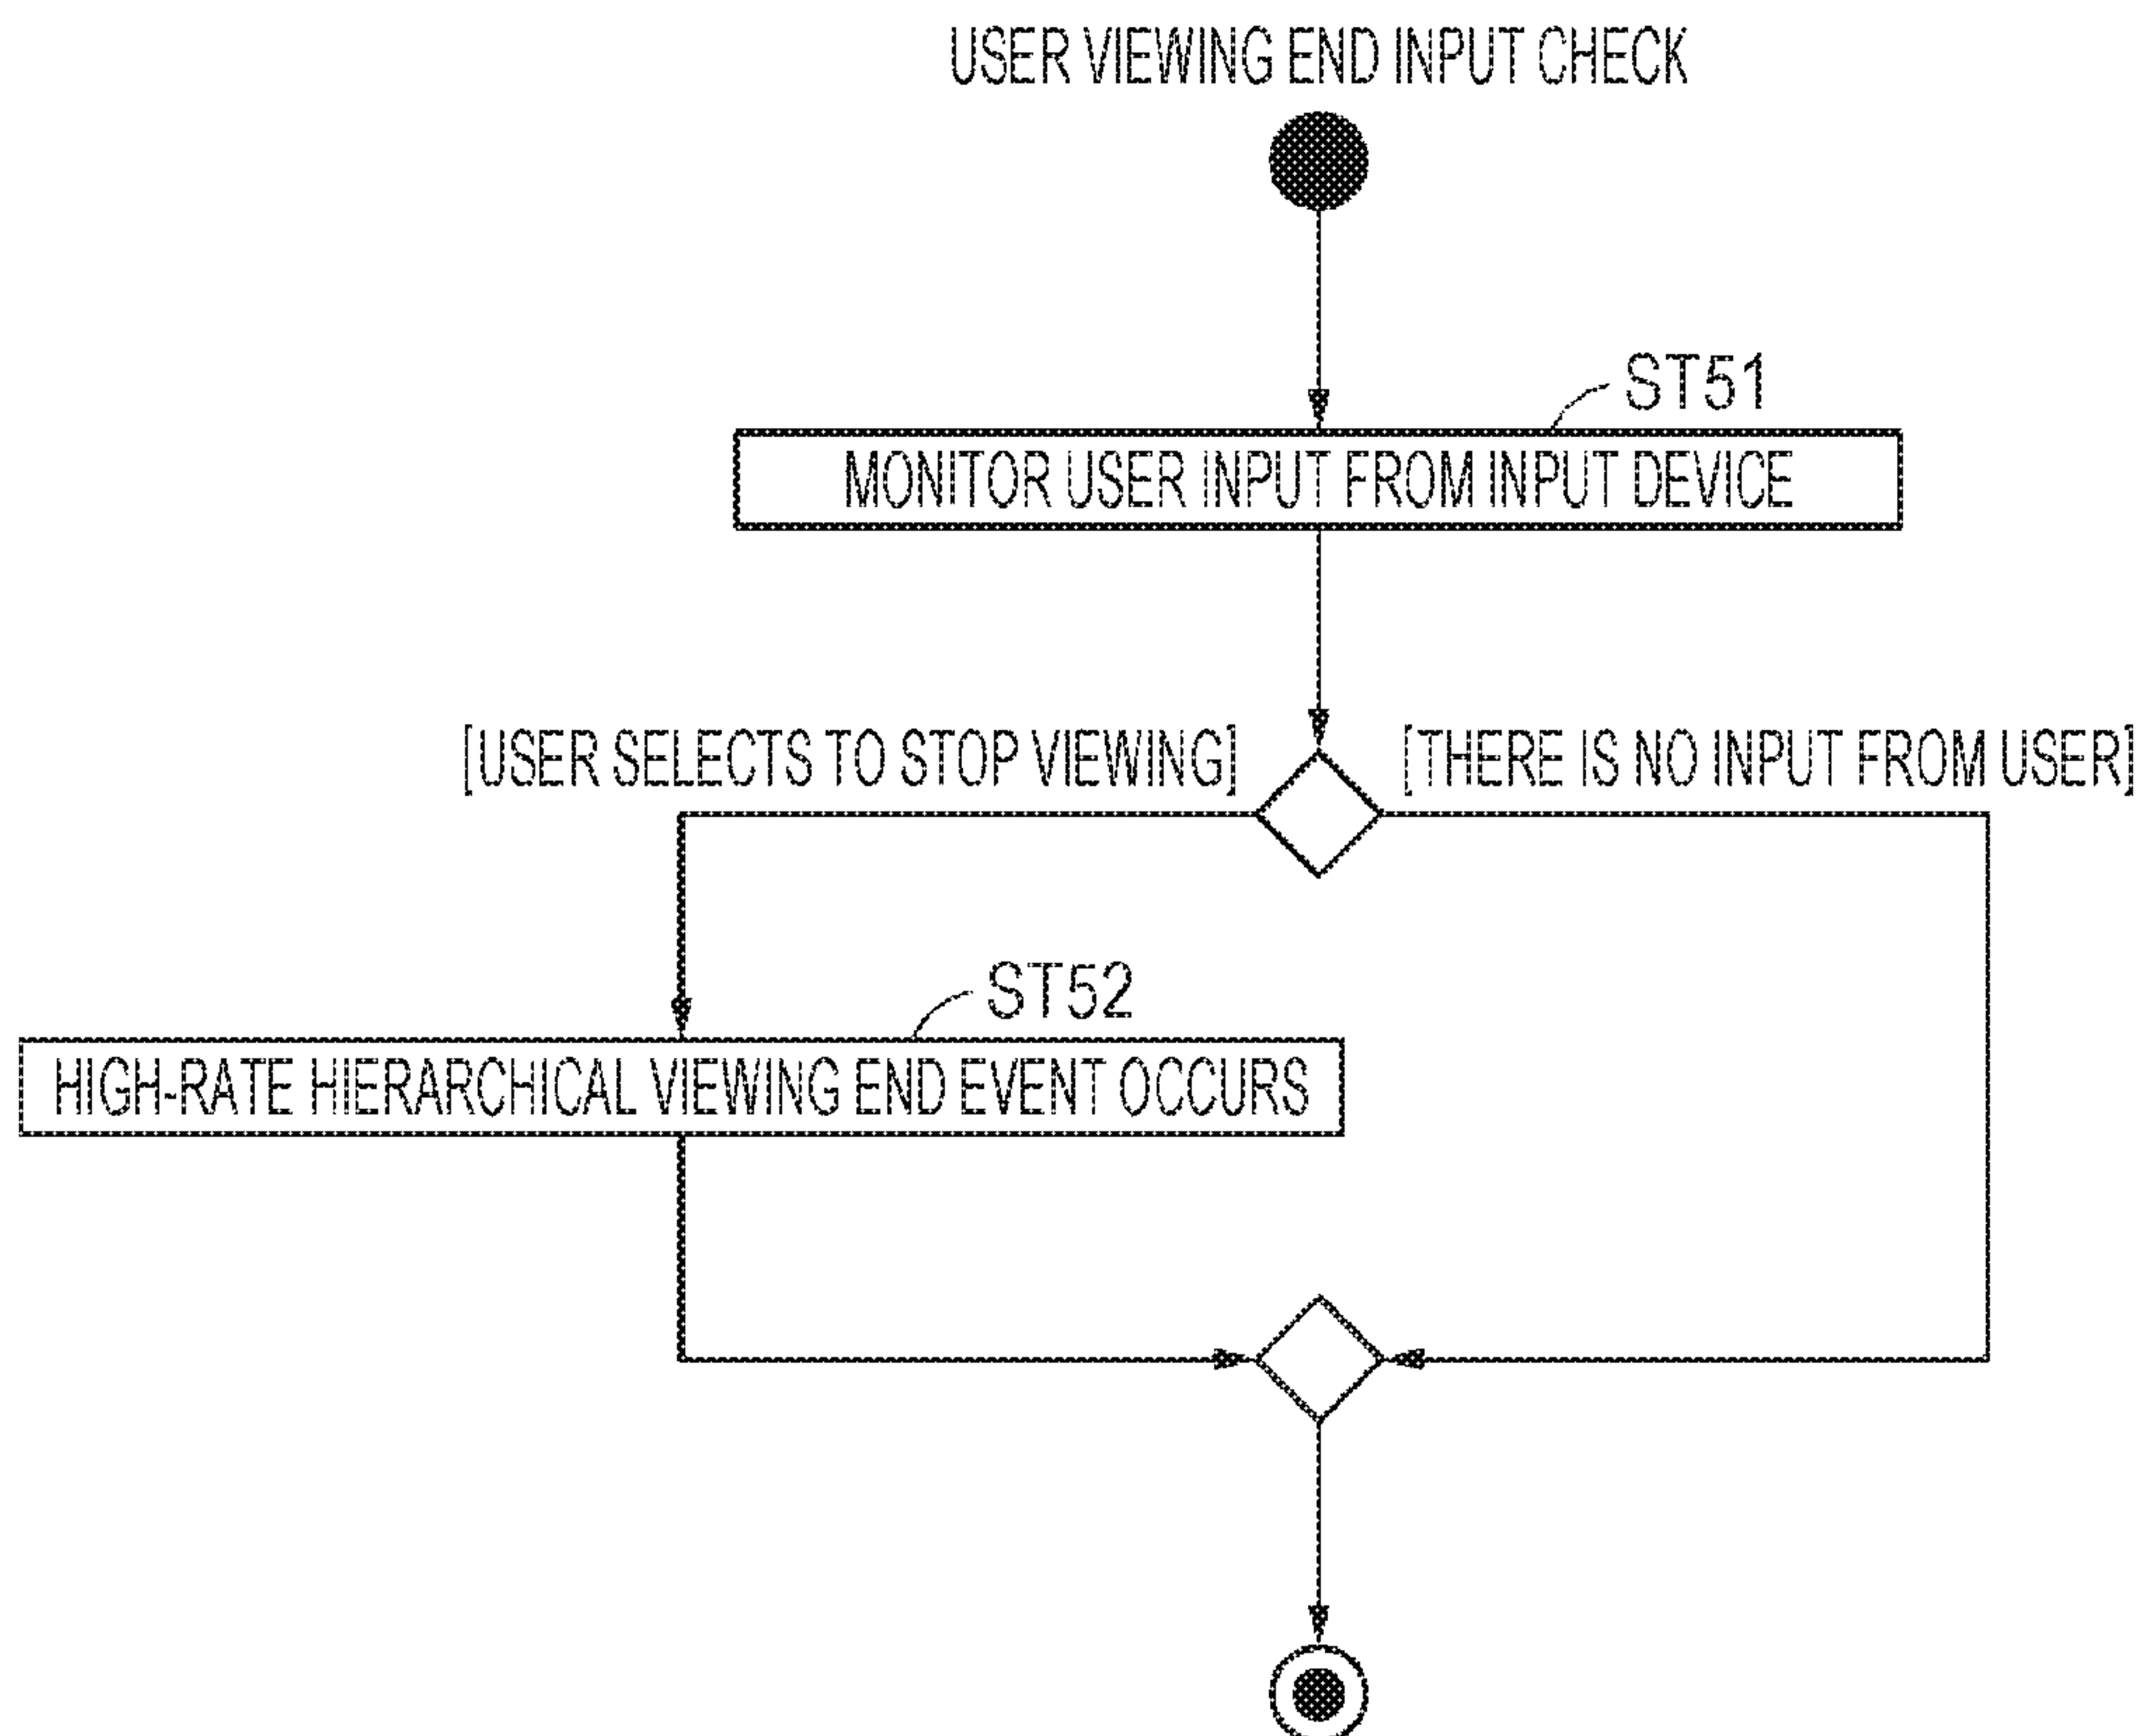 USER VIEWING END INPUT CHECK
ST51
MONITOR USER INPUT FROM INPUT DEVICE
[USER SELECTS TO STOP VIEWING]
[THERE IS NO INPUT FROM USER]
ST52
HIGH-RATE HIERARCHICAL VIEWING END EVENT OCCURS